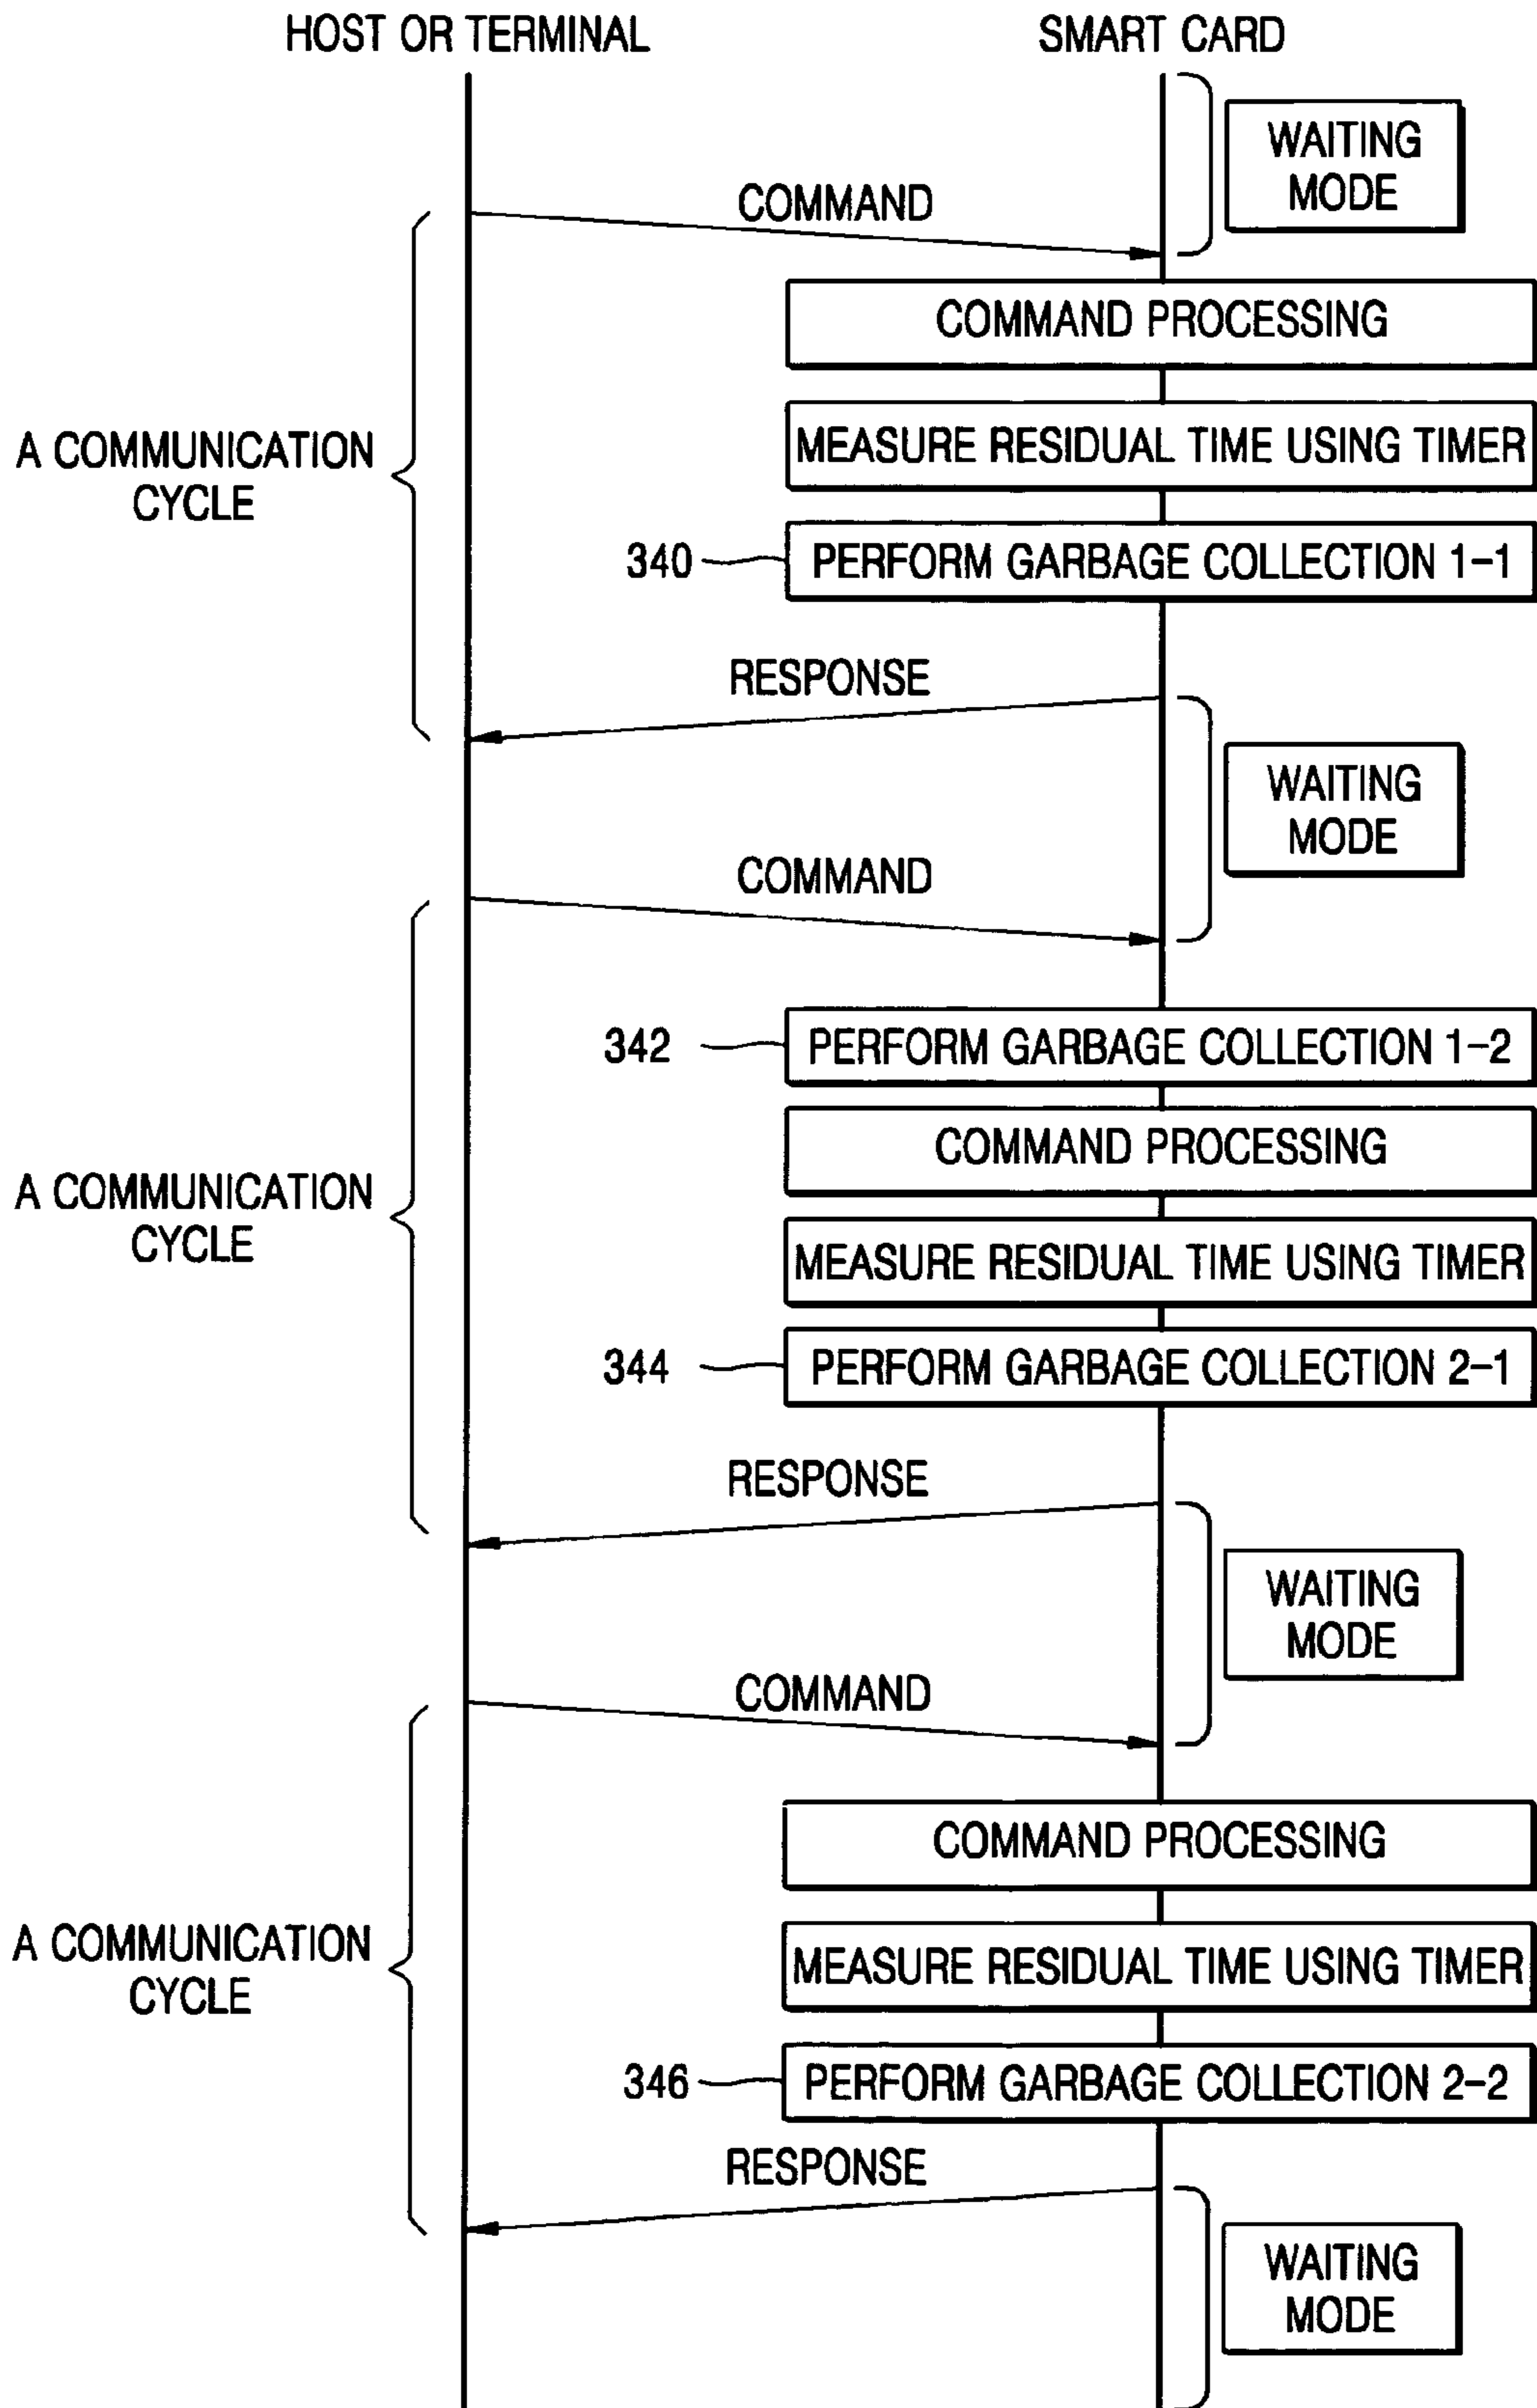 HOST OR TERMINAL
SMART CARD
WAITING
MODE
COMMAND
COMMAND PROCESSING
A COMMUNICATION
CYCLE
MEASURE RESIDUAL TIME USING TIMER
340
PERFORM GARBAGE COLLECTION 1-1
RESPONSE
WAITING
MODE
COMMAND
342
PERFORM GARBAGE COLLECTION 1-2
COMMAND PROCESSING
A COMMUNICATION
CYCLE
MEASURE RESIDUAL TIME USING TIMER
344
PERFORM GARBAGE COLLECTION 2-1
RESPONSE
WAITING
MODE
COMMAND
COMMAND PROCESSING
A COMMUNICATION
CYCLE
MEASURE RESIDUAL TIME USING TIMER
346
PERFORM GARBAGE COLLECTION 2-2
RESPONSE
WAITING
MODE